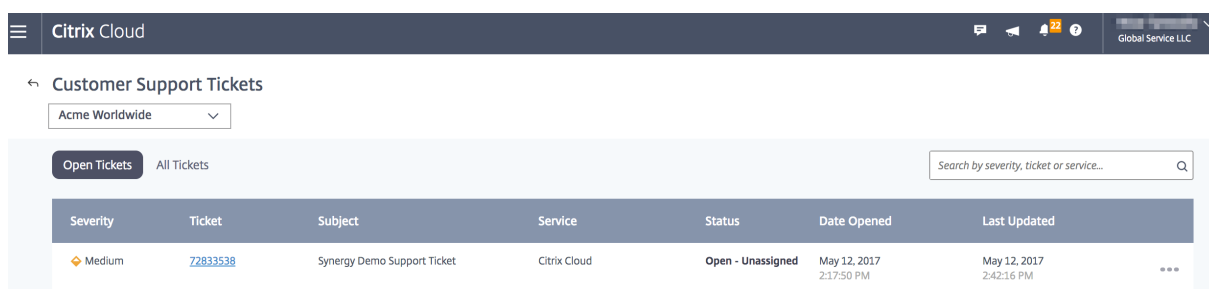 Citrix Cloud
22
?
Global Service LLC
Customer Support Tickets
Acme Worldwide
Open Tickets All Tickets
Search by severity, ticket or service...
Severity Ticket Subject Service Status Date Opened Last Updated
Medium 72833538 Synergy Demo Support Ticket Citrix Cloud Open - Unassigned May 12, 2017 May 12, 2017
2:17:50 PM 2:42:16 PM